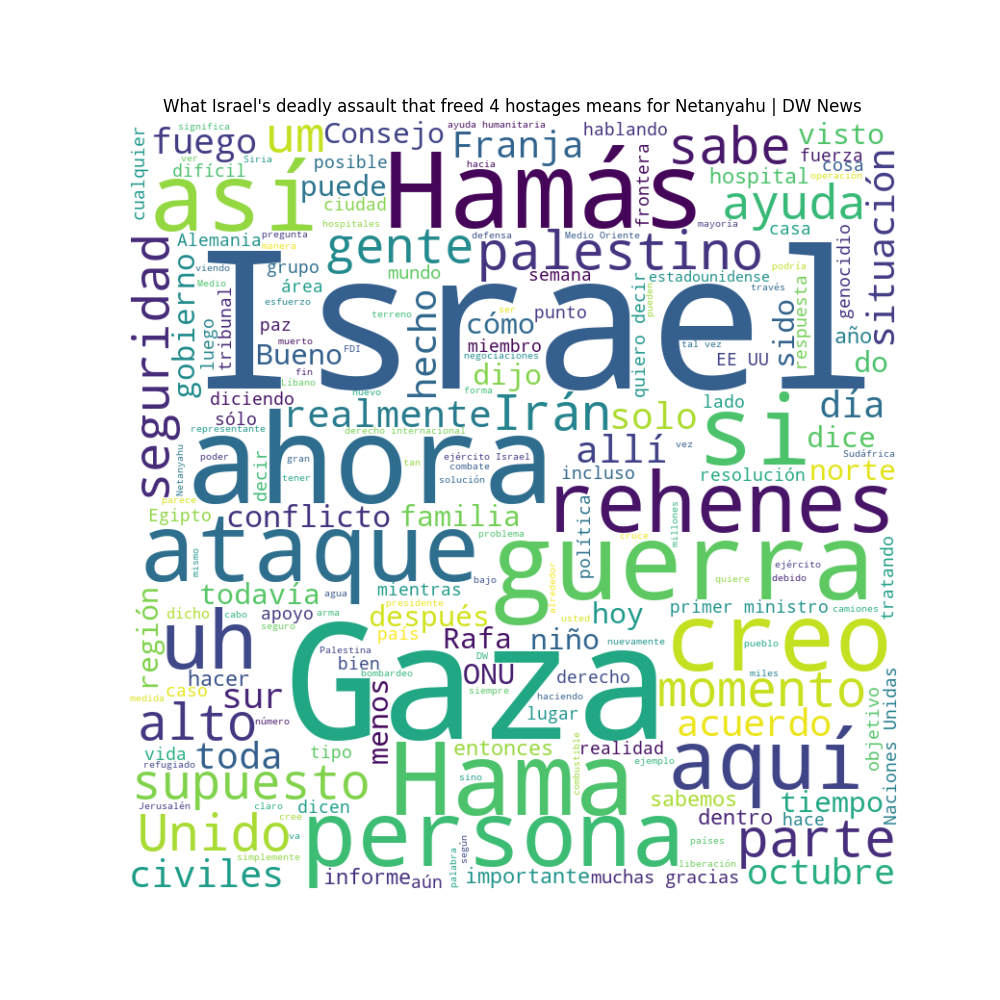 What Israel's deadly assault that freed 4 hostages means for Netanyahu | DW News
significa
ayuda humanitaria
fuego
um
Consejo
Franja
hablando
sabe
visto
cualquier
difícil
ver
Siria
posible
hacia
Hamás
frontera
hospital
fuerza
cosa
operación
así
puede
ciudad
hospitales
ayuda
situación
seguridad
Alemania
pregunta
manera
gente
defensa
palestino
Medio Oriente
mayoría
casa
genocidio
gobierno
viendo
Medio
grupo
área
mundo
semana
estadounidense
podría
través
respuesta
Israel
luego
tribunal
esfuerzo
paz
muerto
terreno
hecho
ser
cómo
punto
miembro
quiero decir
pueden
tal vez
EE UU
sido
año
do
Bueno
FDI
fin
Líbano
negociaciones
dijo
forma
nuevo
diciendo
sólo
representante
realmente
Irán
solo
lado
día
si
dice
derecho internacional
ahora
poder
gran
tener
decir
tan
ejército Israel
combate
solución
allí
vez
incluso
resolución
Sudáfrica
norte
Netanyahu
parece
Egipto
conflicto
familia
problema
rehenes
política
cruce
millones
ataque
mismo
guerra
ejército
debido
quiere
tratando
todavía
agua
bajo
mientras
alrededor
región
dicho
cabo
apoyo
arma
presidente
después
usted
hoy
primer ministro
camiones
uh
seguro
país
Rafa
niño
nuevamente
pueblo
creo
Gaza
Palestina
bien
bombardeo
DW
ONU
siempre
derecho
haciendo
miles
hacer
caso
medida
sur
momento
objetivo
Naciones Unidas
alto
número
menos
lugar
acuerdo
vida
refugiado
toda
tipo
entonces
combustible
realidad
ejemplo
aquí
supuesto
Hama
sino
sabemos
tiempo
Jerusalén
claro
cree
dicen
dentro
hace
Unido
va
simplemente
persona
según
países
parte
palabra
liberación
civiles
informe
aún
importante
muchas gracias
octubre